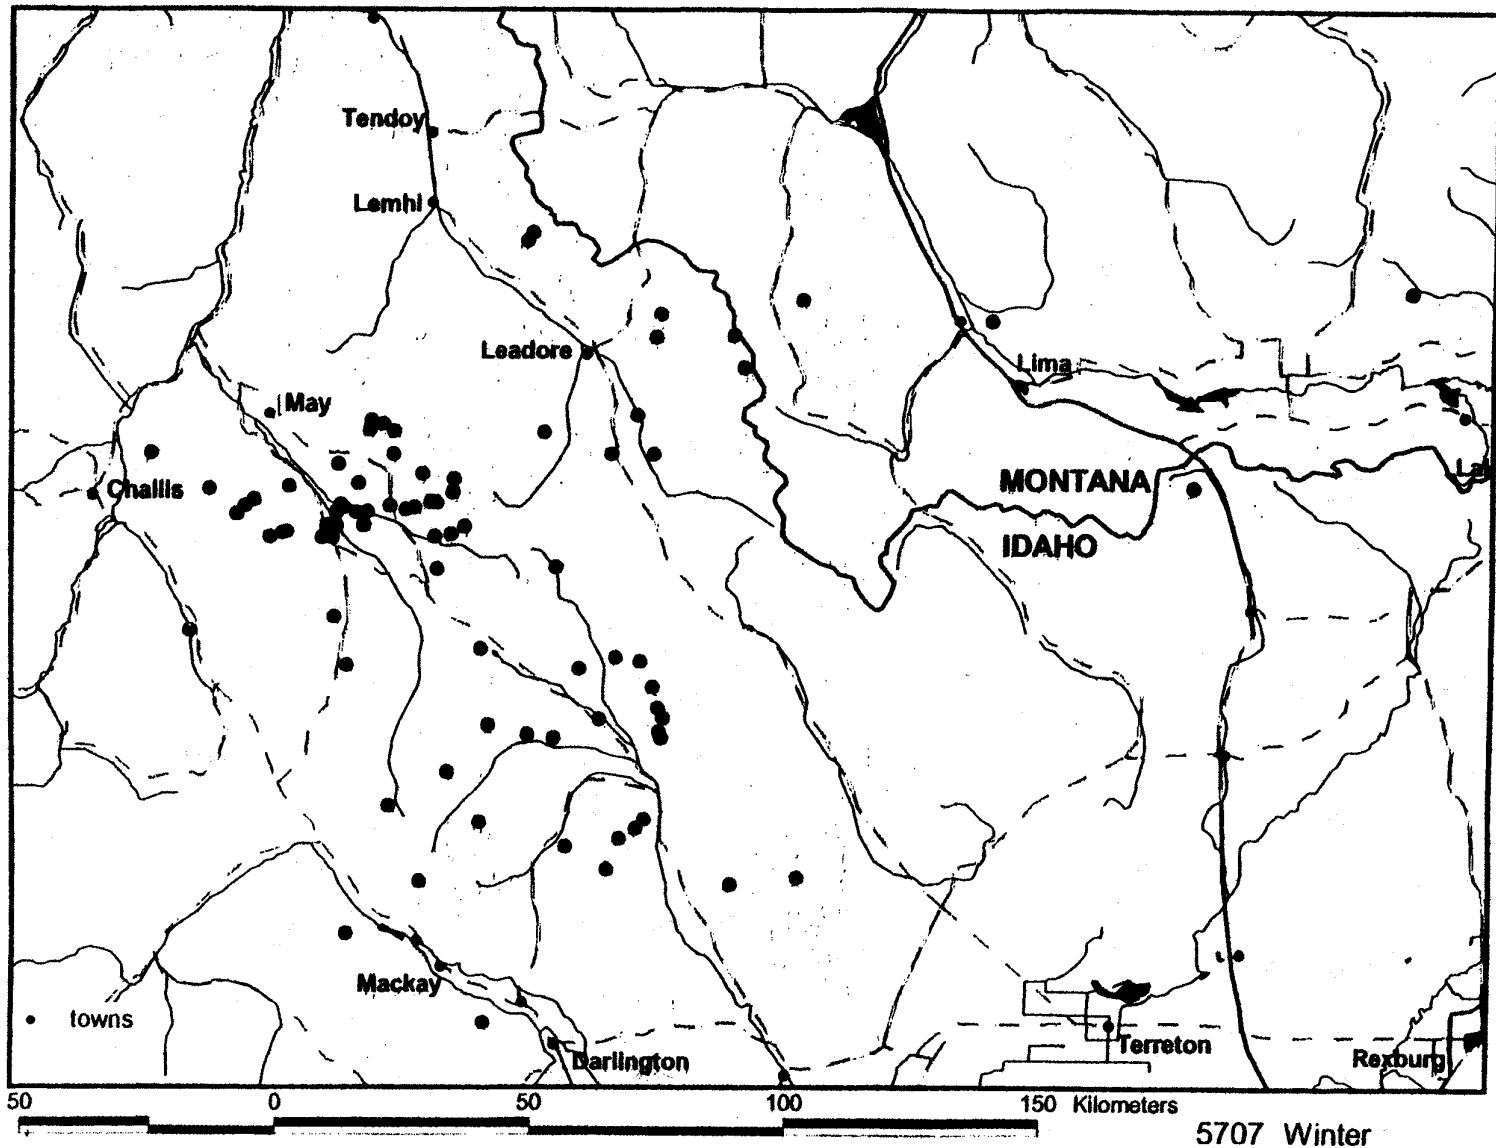 Tendoy
Lemhi
Leadore
Lima
May
Challis
MONTANA
IDAHO
Mackay
towns
Darlington
Terreton
Rexburg
50 0 50 100 150 Kilometers
5707 Winter